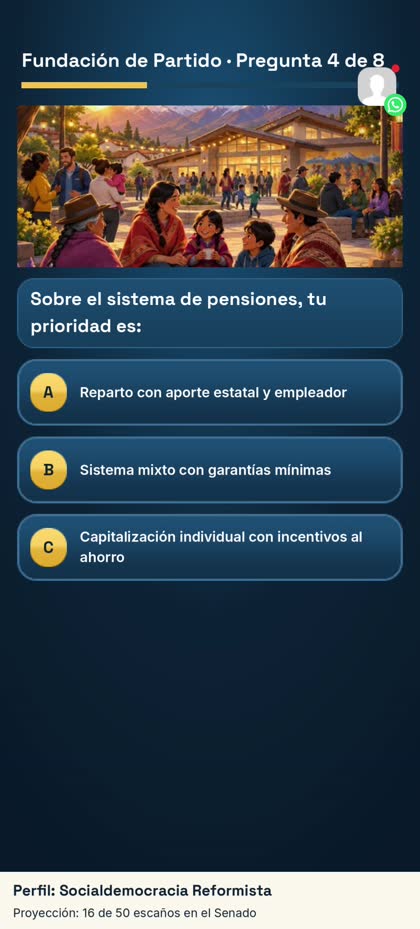 Fundación de Partido · Pregunta 4 de 8
Sobre el sistema de pensiones, tu
prioridad es:
A
Reparto con aporte estatal y empleador
B
Sistema mixto con garantías mínimas
C
Capitalización individual con incentivos al
ahorro
Perfil: Socialdemocracia Reformista
Proyección: 16 de 50 escaños en el Senado